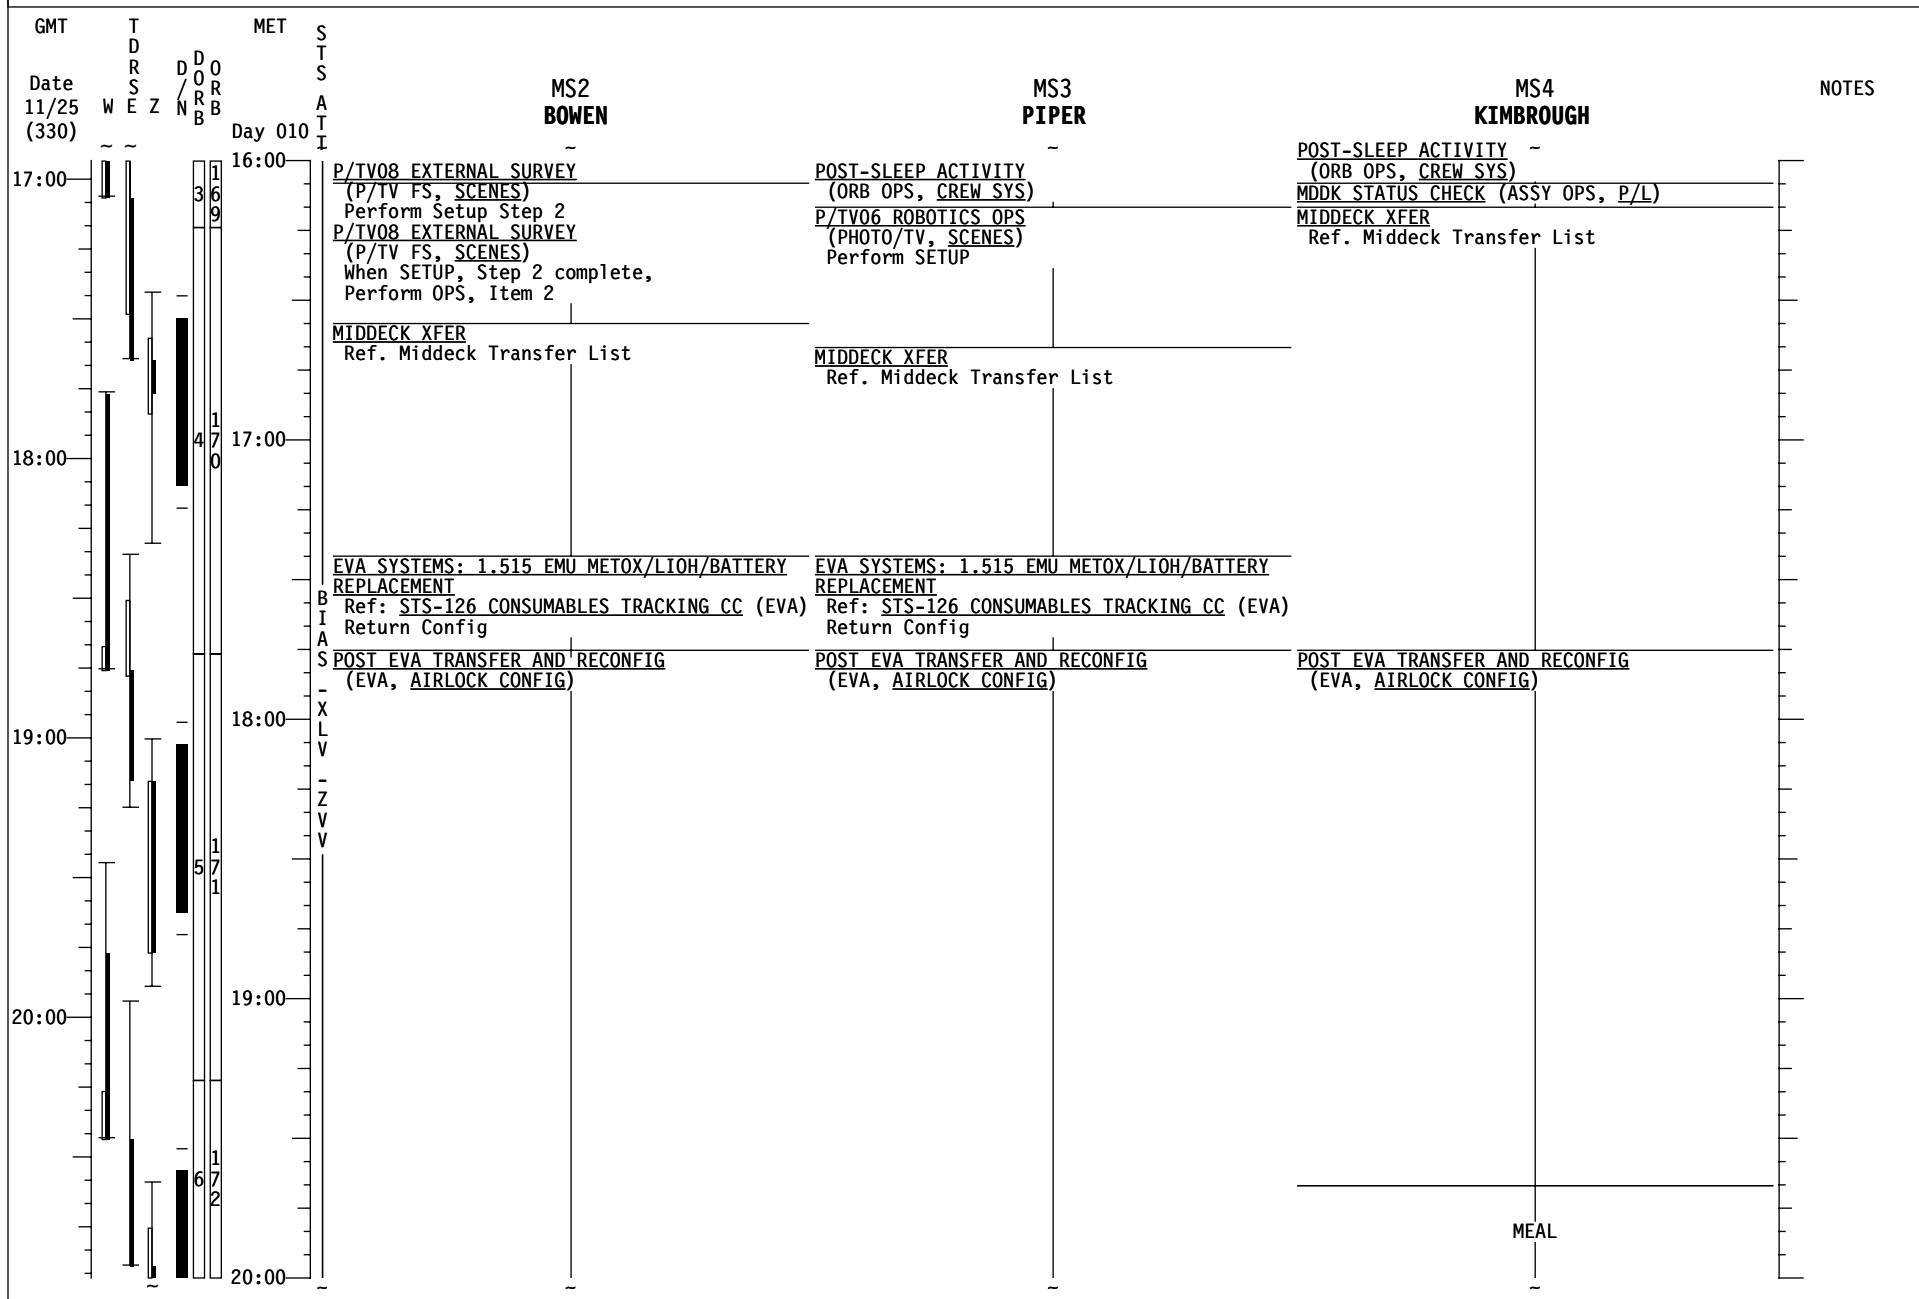 GMT
TDRSE
MET
STS ATT
Date
11/25
(330)
W E Z
D/N
DORB
ORB
Day 010
MS2
BOWEN
MS3
PIPER
MS4
KIMBROUGH
NOTES
~ ~
~
~
~
17:00
18:00
19:00
20:00
~
3
4
5
6
169
170
171
172
16:00
17:00
18:00
19:00
20:00
BIAS -XLV -ZVV
~
P/TV08 EXTERNAL SURVEY
(P/TV FS, SCENES)
Perform Setup Step 2
P/TV08 EXTERNAL SURVEY
(P/TV FS, SCENES)
When SETUP, Step 2 complete,
Perform OPS, Item 2
MIDDECK XFER
Ref. Middeck Transfer List
EVA SYSTEMS: 1.515 EMU METOX/LIOH/BATTERY
REPLACEMENT
Ref: STS-126 CONSUMABLES TRACKING CC (EVA)
Return Config
POST EVA TRANSFER AND RECONFIG
(EVA, AIRLOCK CONFIG)
~
POST-SLEEP ACTIVITY
(ORB OPS, CREW SYS)
P/TV06 ROBOTICS OPS
(PHOTO/TV, SCENES)
Perform SETUP
MIDDECK XFER
Ref. Middeck Transfer List
EVA SYSTEMS: 1.515 EMU METOX/LIOH/BATTERY
REPLACEMENT
Ref: STS-126 CONSUMABLES TRACKING CC (EVA)
Return Config
POST EVA TRANSFER AND RECONFIG
(EVA, AIRLOCK CONFIG)
~
POST-SLEEP ACTIVITY
(ORB OPS, CREW SYS)
MDDK STATUS CHECK (ASSY OPS, P/L)
MIDDECK XFER
Ref. Middeck Transfer List
POST EVA TRANSFER AND RECONFIG
(EVA, AIRLOCK CONFIG)
MEAL
~